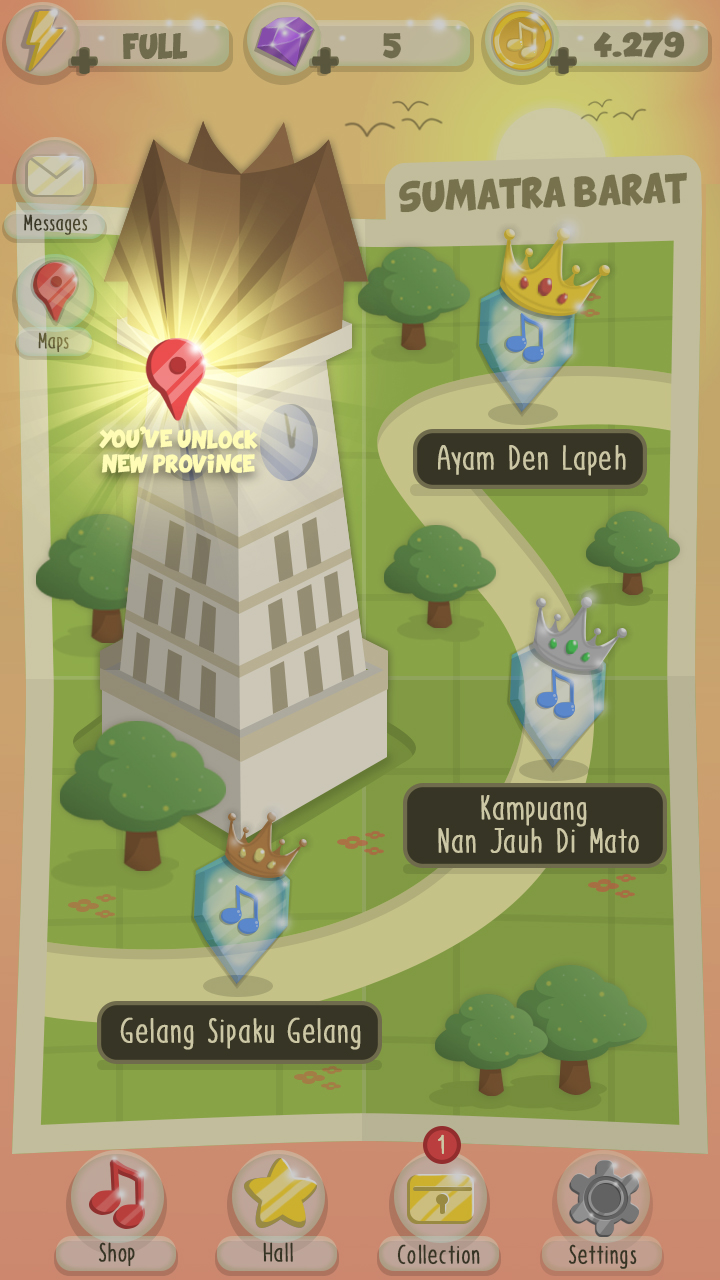 FULL
5
4.279
SUMATRA BARAT
Messages
Maps
YOU'VE UNLOCK
NEW PROVINCE
Ayam Den Lapeh
Kampuang
Nan Jauh Di Mato
Gelang Sipaku Gelang
1
Shop
Hall
Collection
Settings